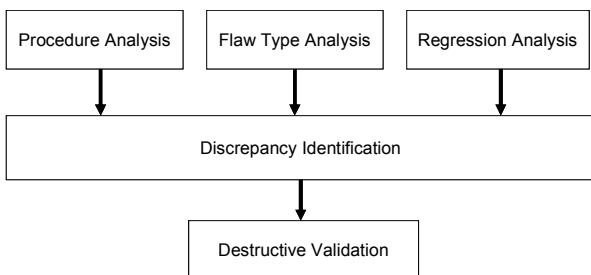 Procedure Analysis
Flaw Type Analysis
Regression Analysis
Discrepancy Identification
Destructive Validation